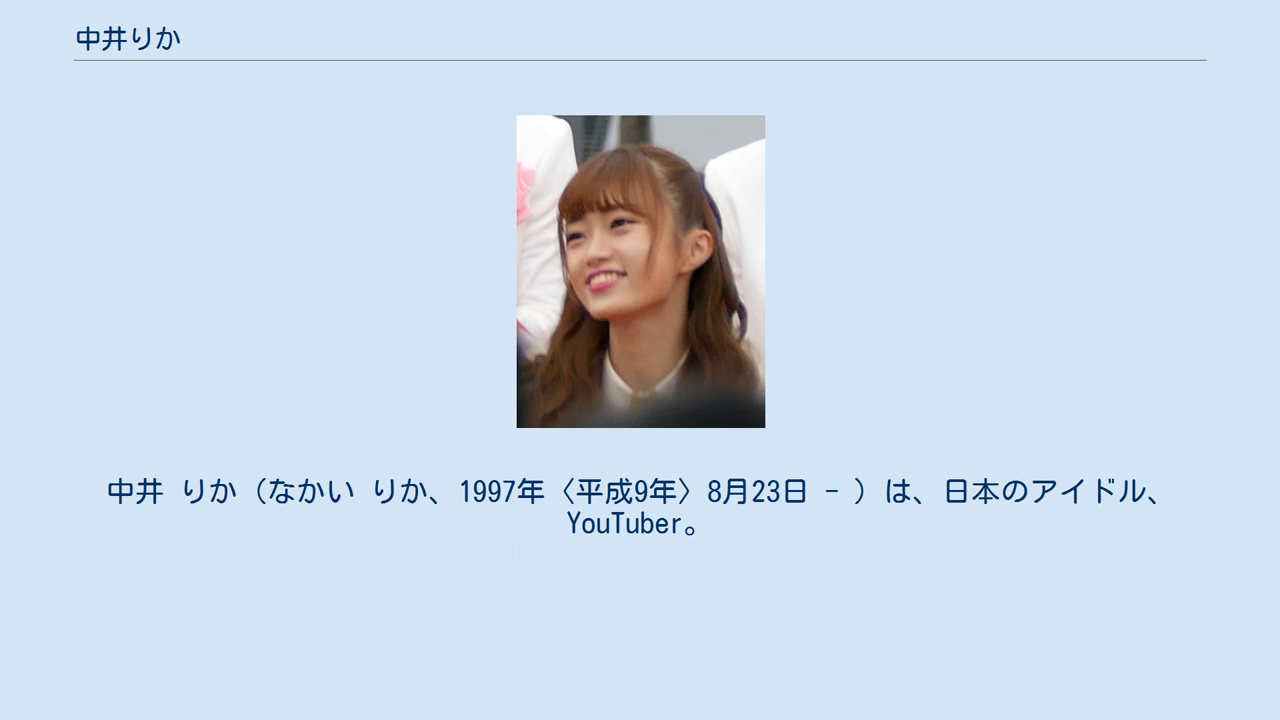 中井りか
中井 りか（なかい りか、1997年〈平成9年〉8月23日 - ）は、日本のアイドル、
YouTuber。